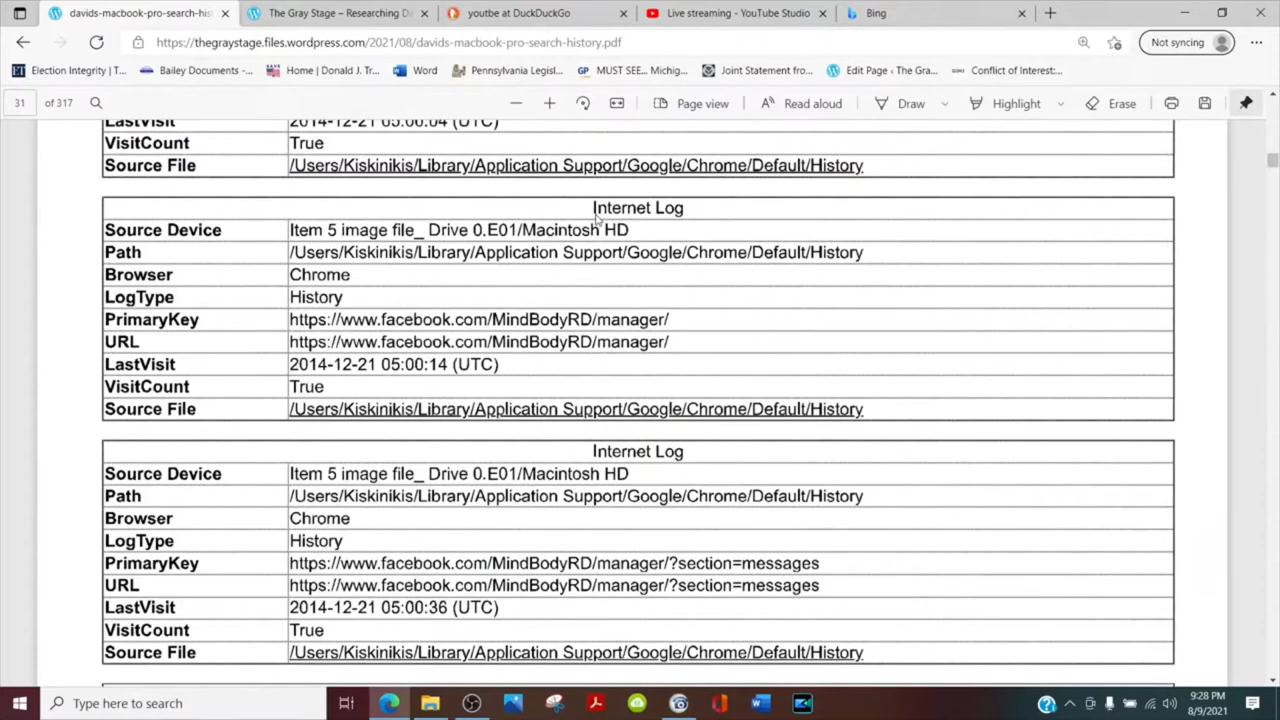 davids-macbook-pro-search-his
The Gray Stage – Researching Da
youtbe at DuckDuckGo
Live streaming - YouTube Studio
Bing
https://thegraystage.files.wordpress.com/2021/08/davids-macbook-pro-search-history.pdf
Not syncing
Election Integrity | T...
Bailey Documents -...
Home | Donald J. Tr...
Word
Pennsylvania Legisl...
MUST SEE... Michig...
Joint Statement fro...
Edit Page ‹ The Gra...
Conflict of Interest:...
31 of 317
Page view
Read aloud
Draw
Highlight
Erase
LastVisit 2014-12-21 05:00:04 (UTC)
VisitCount True
Source File /Users/Kiskinikis/Library/Application Support/Google/Chrome/Default/History
Internet Log
Source Device Item 5 image file_ Drive 0.E01/Macintosh HD
Path /Users/Kiskinikis/Library/Application Support/Google/Chrome/Default/History
Browser Chrome
LogType History
PrimaryKey https://www.facebook.com/MindBodyRD/manager/
URL https://www.facebook.com/MindBodyRD/manager/
LastVisit 2014-12-21 05:00:14 (UTC)
VisitCount True
Source File /Users/Kiskinikis/Library/Application Support/Google/Chrome/Default/History
Internet Log
Source Device Item 5 image file_ Drive 0.E01/Macintosh HD
Path /Users/Kiskinikis/Library/Application Support/Google/Chrome/Default/History
Browser Chrome
LogType History
PrimaryKey https://www.facebook.com/MindBodyRD/manager/?section=messages
URL https://www.facebook.com/MindBodyRD/manager/?section=messages
LastVisit 2014-12-21 05:00:36 (UTC)
VisitCount True
Source File /Users/Kiskinikis/Library/Application Support/Google/Chrome/Default/History
Type here to search
9:28 PM
8/9/2021